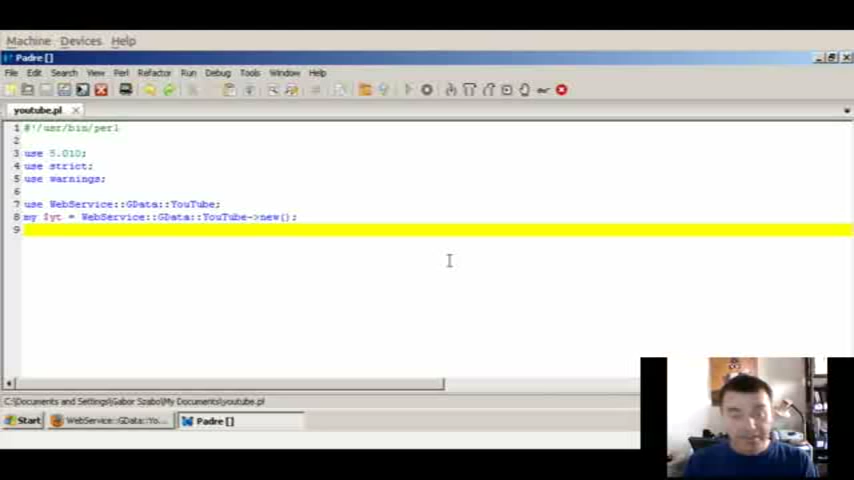 Machine Devices Help
Padre []
File Edit Search View Perl Refactor Run Debug Tools Window Help
youtube.pl
1 #!/usr/bin/perl
2
3 use 5.010;
4 use strict;
5 use warnings;
6
7 use WebService::GData::YouTube;
8 my $yt = WebService::GData::YouTube->new();
9
C:\Documents and Settings\Gabor Szabo\My Documents\youtube.pl
Start WebService::GData::Yo... Padre []